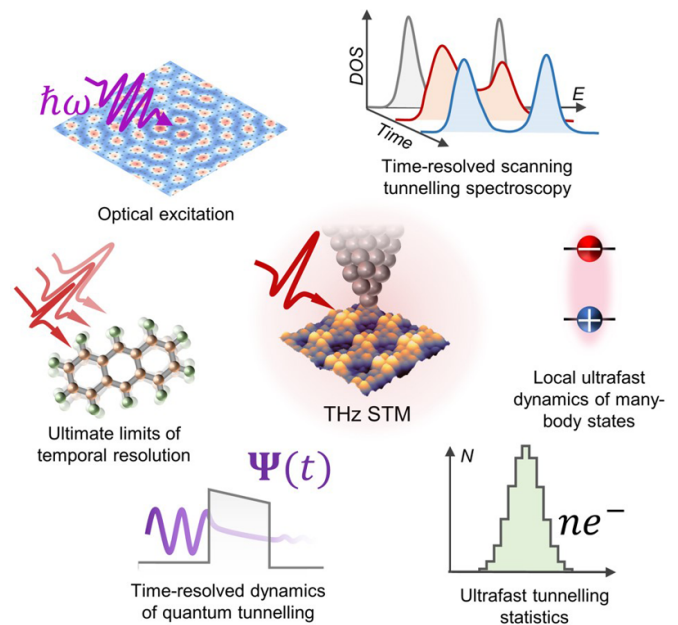 ħω
Optical excitation
DOS
E
Time
Time-resolved scanning
tunnelling spectroscopy
Ultimate limits of
temporal resolution
THz STM
Local ultrafast
dynamics of many-
body states
Ψ(t)
Time-resolved dynamics
of quantum tunnelling
N
ne⁻
Ultrafast tunnelling
statistics